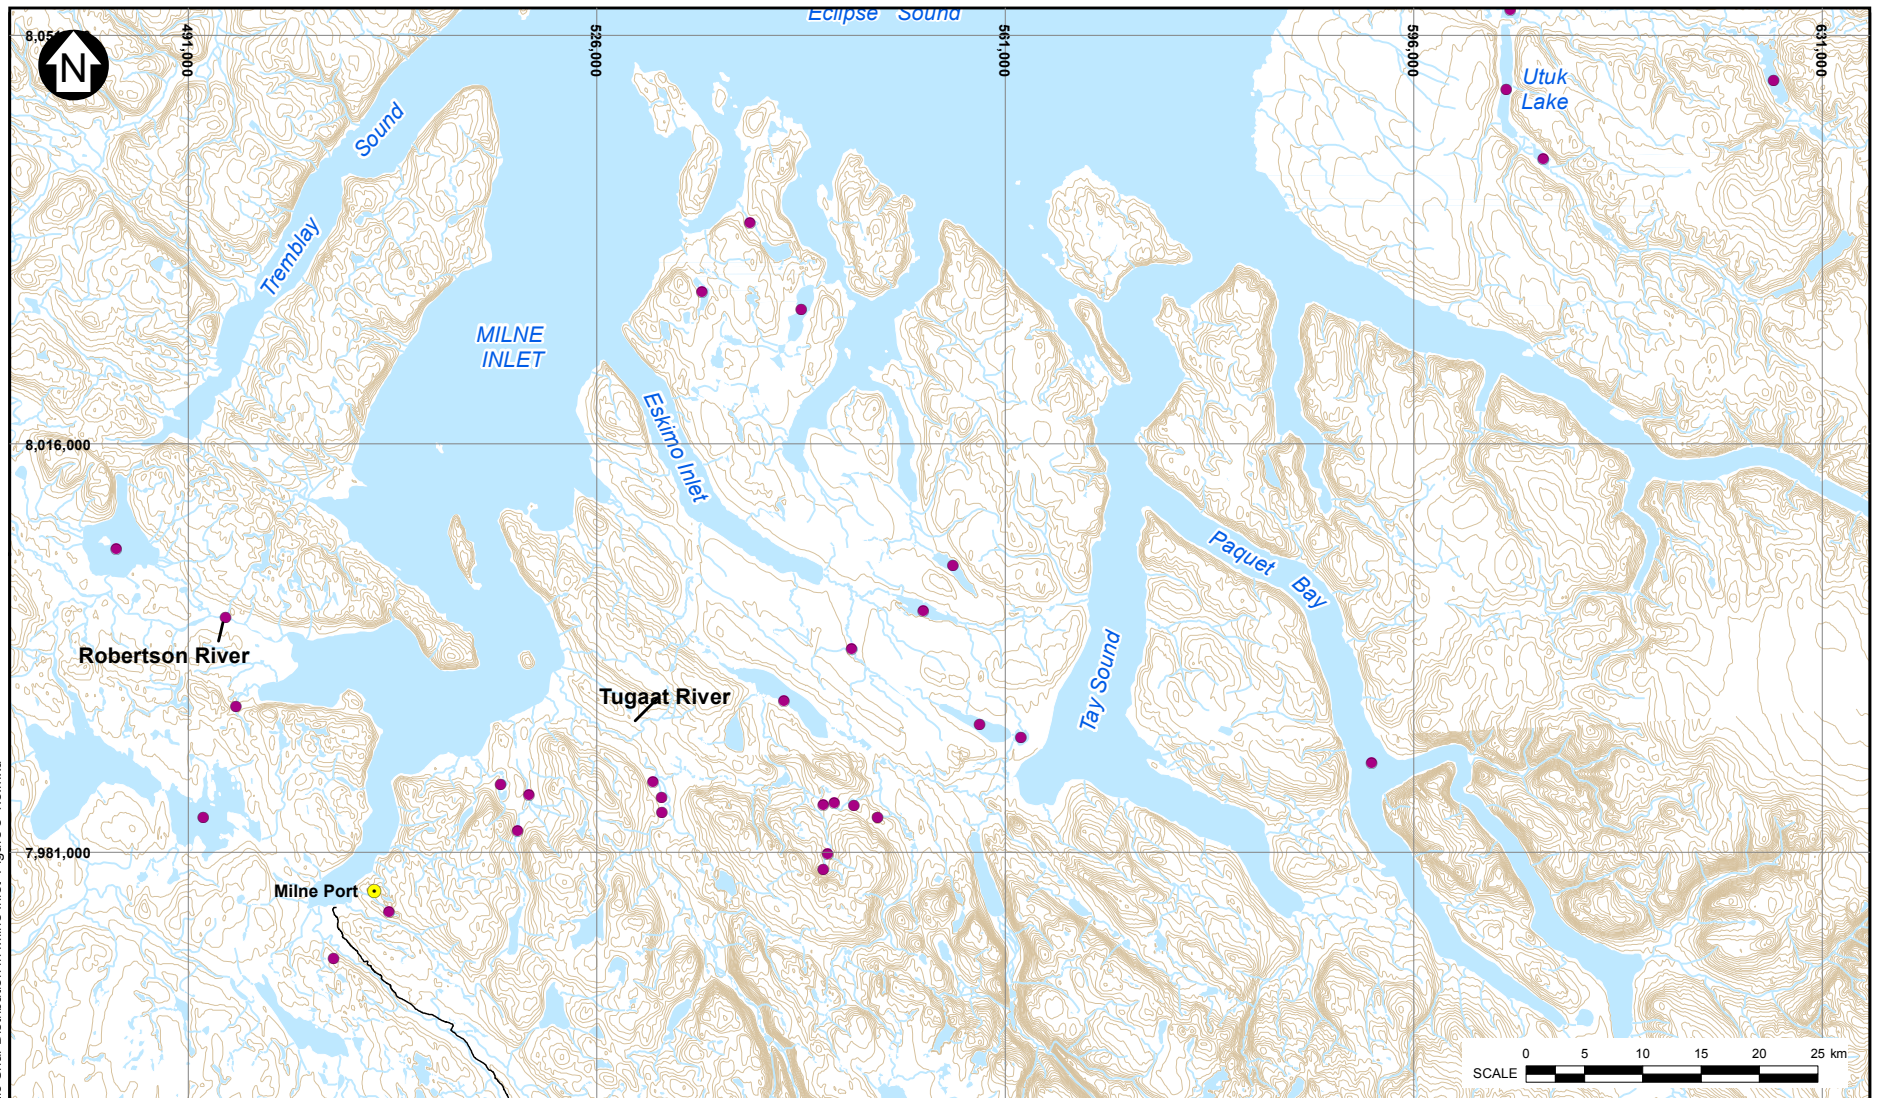 Eclipse Sound
491,000
526,000
561,000
596,000
631,000
N
Utuk
Lake
Tremblay Sound
MILNE
INLET
Eskimo Inlet
8,016,000
Paquet Bay
Robertson River
Tugaat River
Tay Sound
7,981,000
Milne Port
SCALE
0 5 10 15 20 25 km